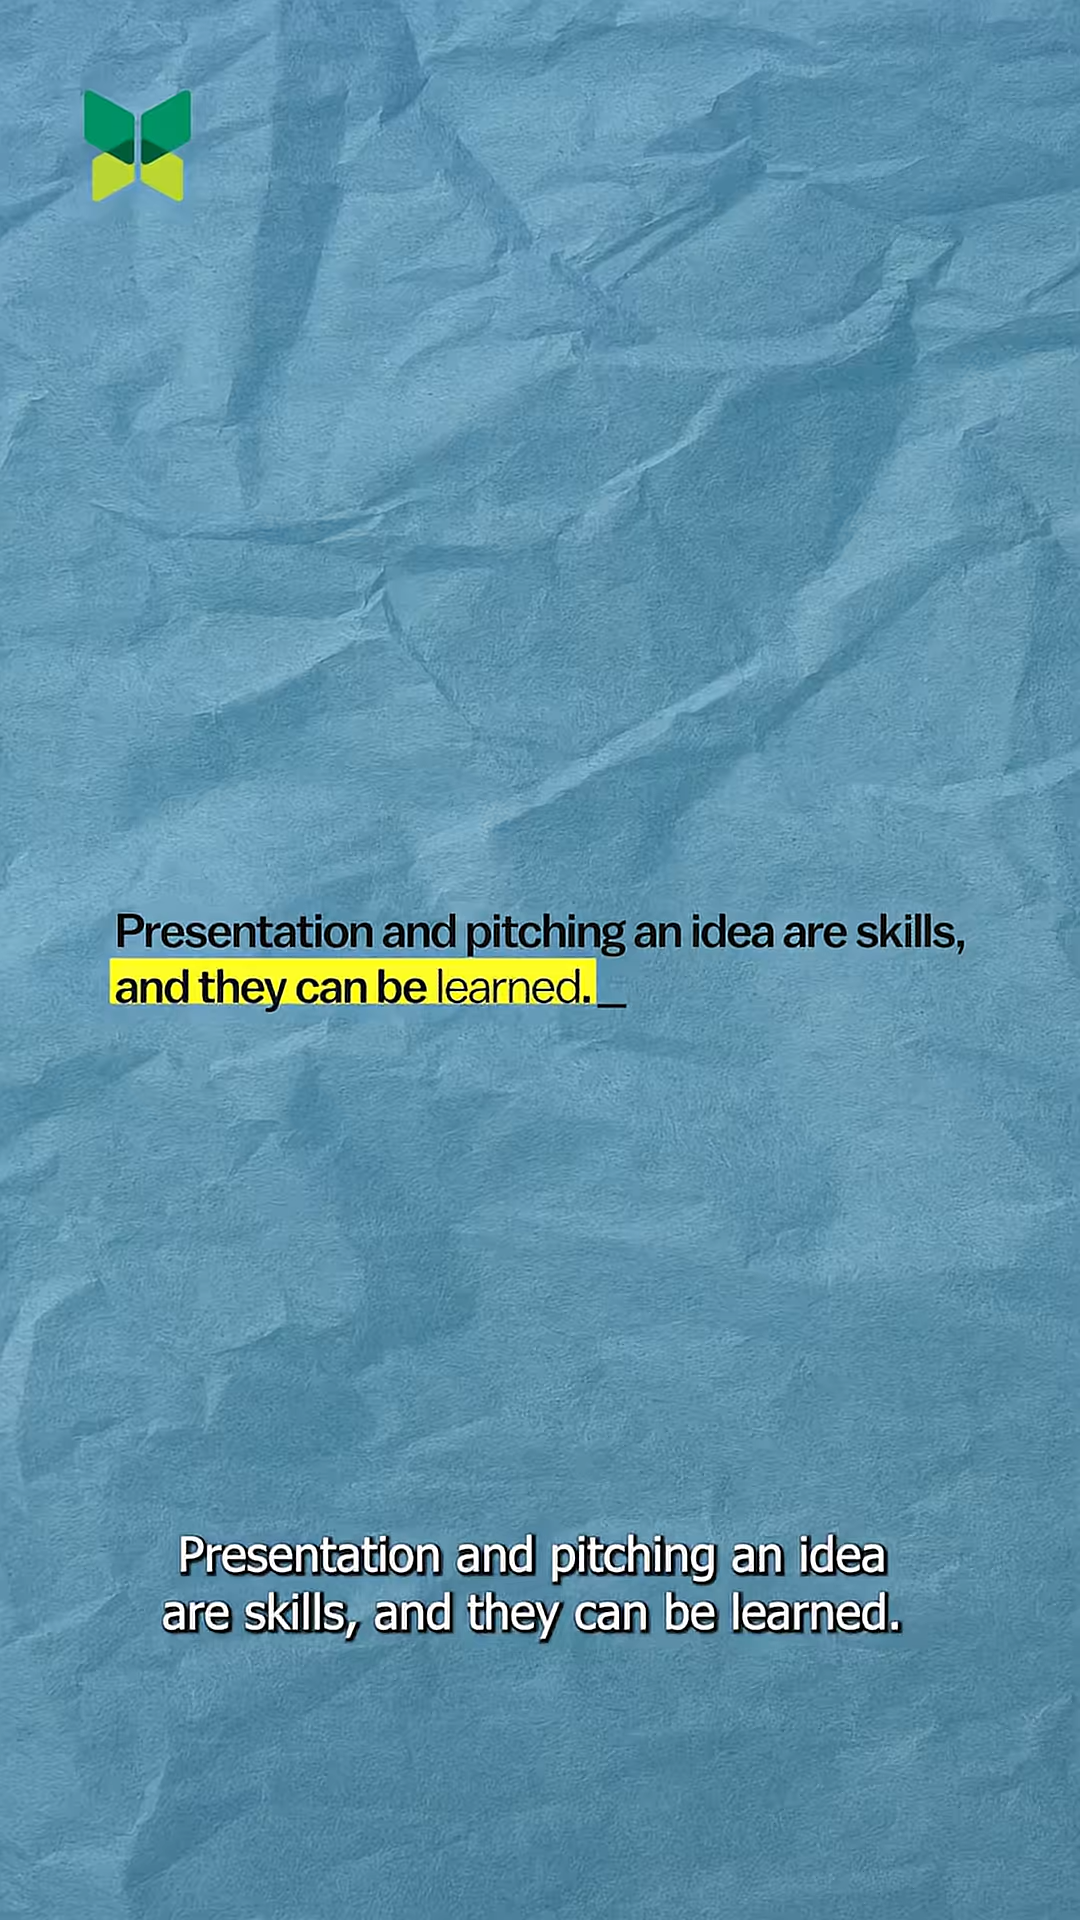 Presentation and pitching an idea are skills,
and they can be learned._
Presentation and pitching an idea
are skills, and they can be learned.